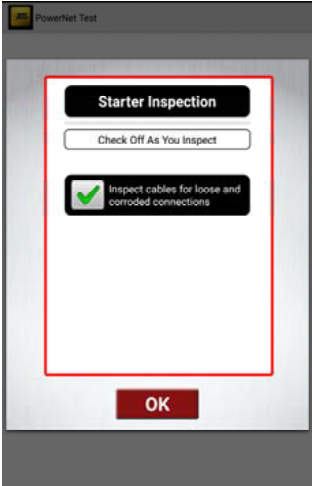 PowerNet Test
Starter Inspection
Check Off As You Inspect
Inspect cables for loose and
corroded connections
OK